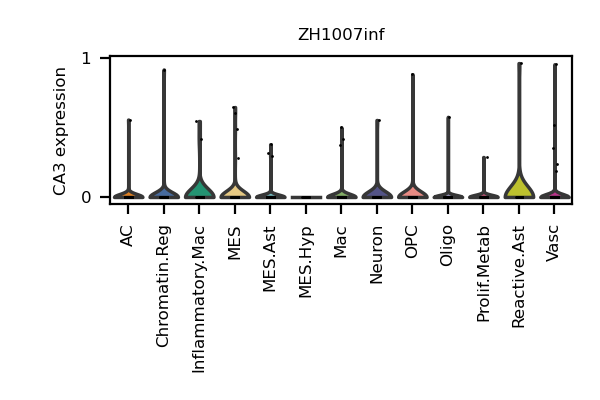 ZH1007inf
CA3 expression
1
0
AC
Chromatin.Reg
Inflammatory.Mac
MES
MES.Ast
MES.Hyp
Mac
Neuron
OPC
Oligo
Prolif.Metab
Reactive.Ast
Vasc